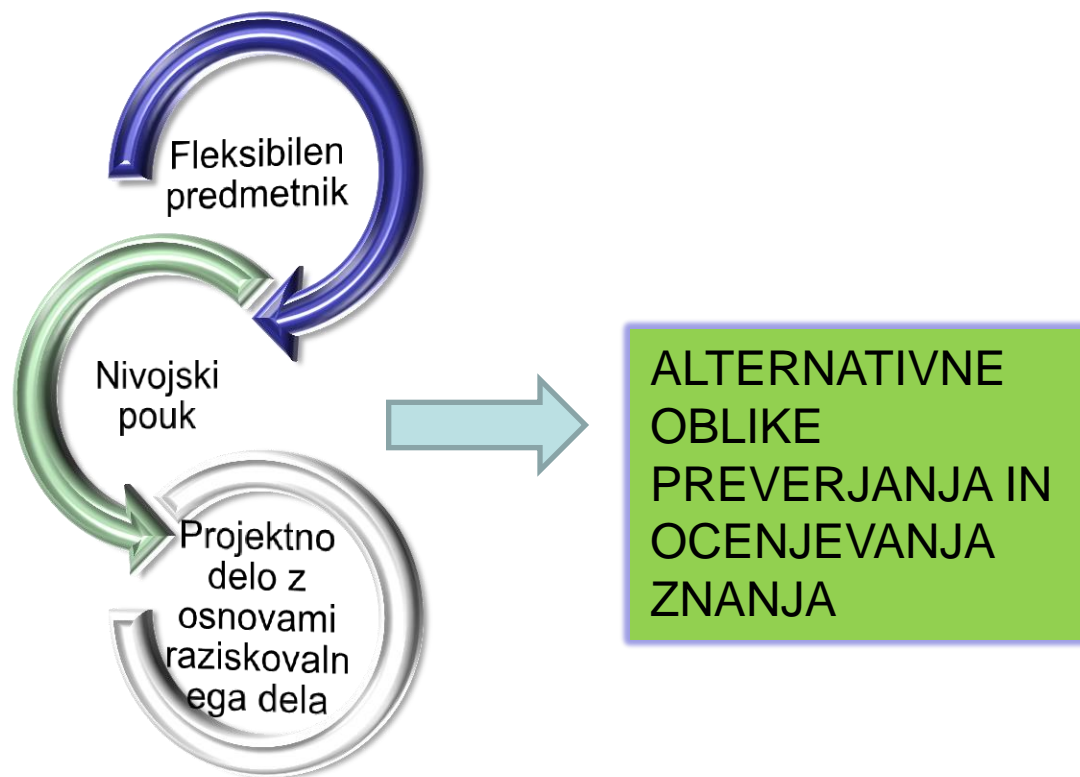 Fleksibilen
predmetnik
Nivojski
pouk
Projektno
delo z
osnovami
raziskovaln
ega dela
ALTERNATIVNE
OBLIKE
PREVERJANJA IN
OCENJEVANJA
ZNANJA